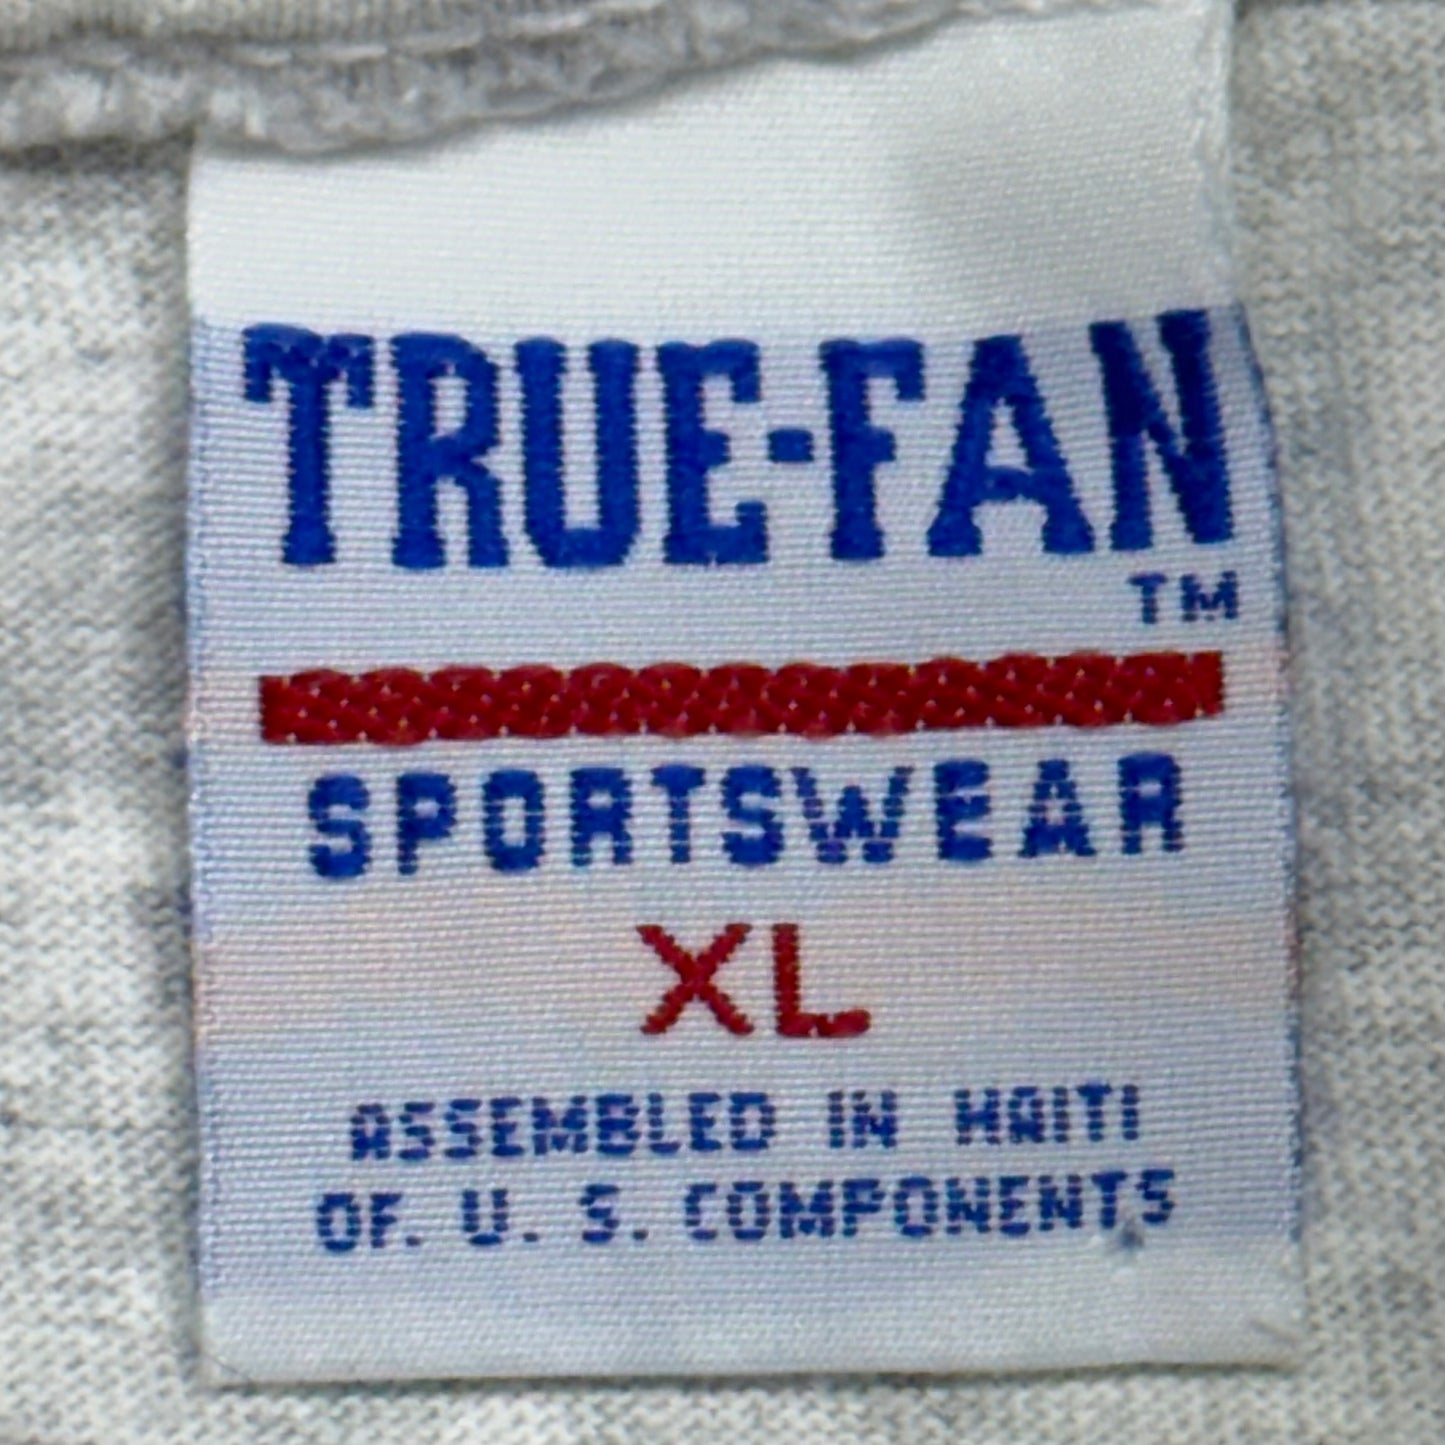 TRUE-FAN
TM
SPORTSWEAR
XL
ASSEMBLED IN HAITI
OF. U. S. COMPONENTS